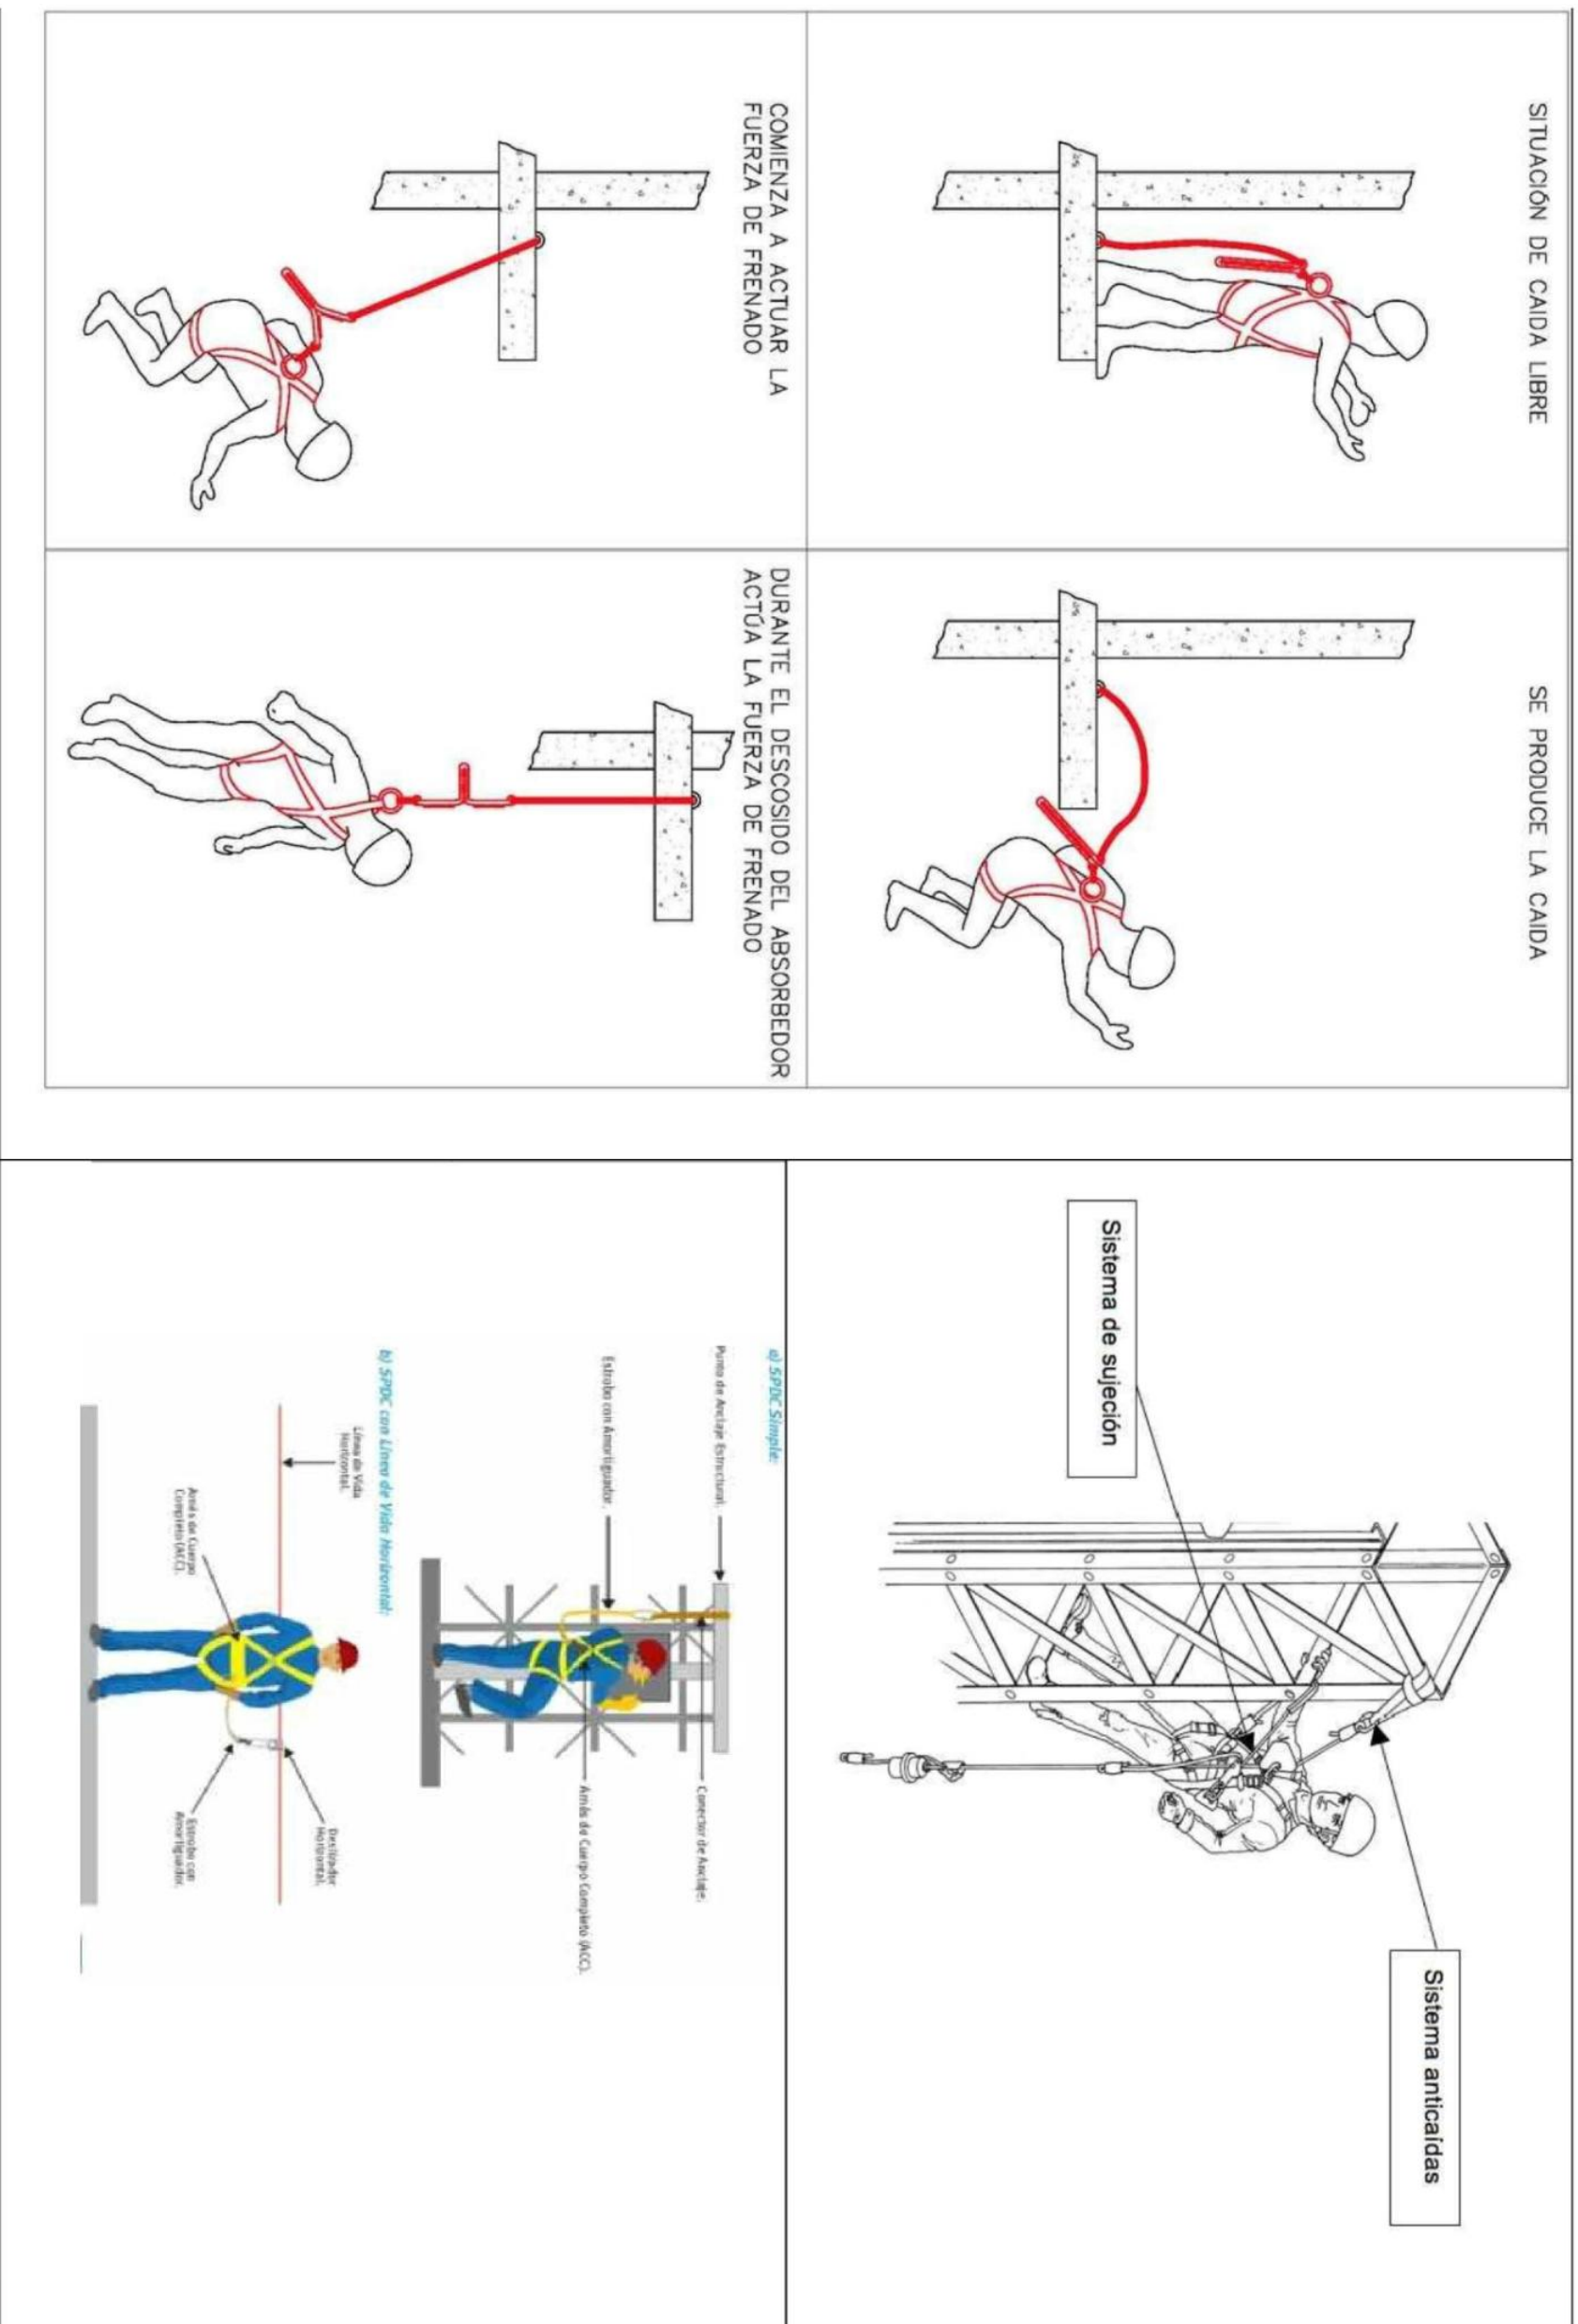 SITUACIÓN DE CAIDA LIBRE
SE PRODUCE LA CAIDA
COMIENZA A ACTUAR LA
FUERZA DE FRENADO
DURANTE EL DESCOSIDO DEL ABSORBEDOR
ACTÚA LA FUERZA DE FRENADO
Sistema anticaídas
Sistema de sujeción
a) SPDC Simple:
Punto de Anclaje Estructural.
Conector de Anclaje.
Estrobo con Amortiguador.
Arnés de Cuerpo Completo (ACC).
b) SPDC con Línea de Vida Horizontal:
Línea de Vida
Horizontal.
Deslizador
Horizontal.
Arnés de Cuerpo
Completo (ACC).
Estrobo con
Amortiguador.